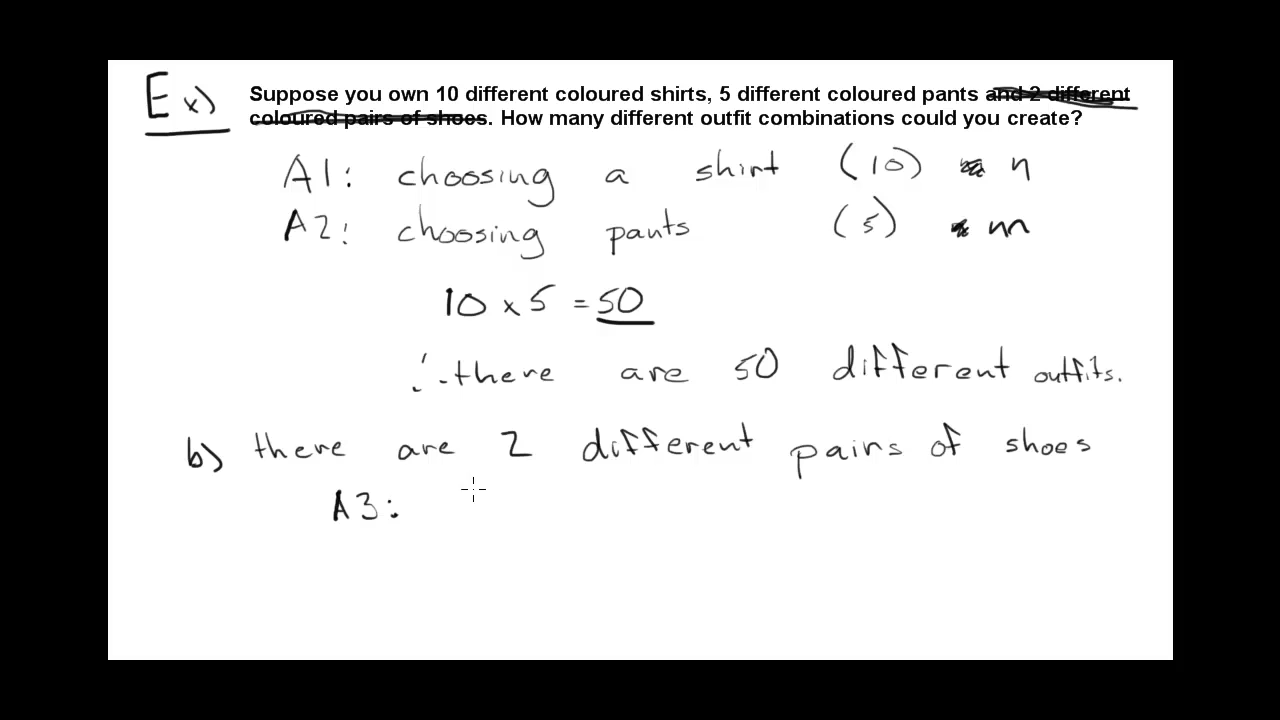 Ex)
Suppose you own 10 different coloured shirts, 5 different coloured pants and 2 different
coloured pairs of shoes. How many different outfit combinations could you create?
A1: choosing a shirt (10) n
A2: choosing pants (5) m
10 x 5 = 50
∴ there are 50 different outfits.
b) there are 2 different pairs of shoes
A3: